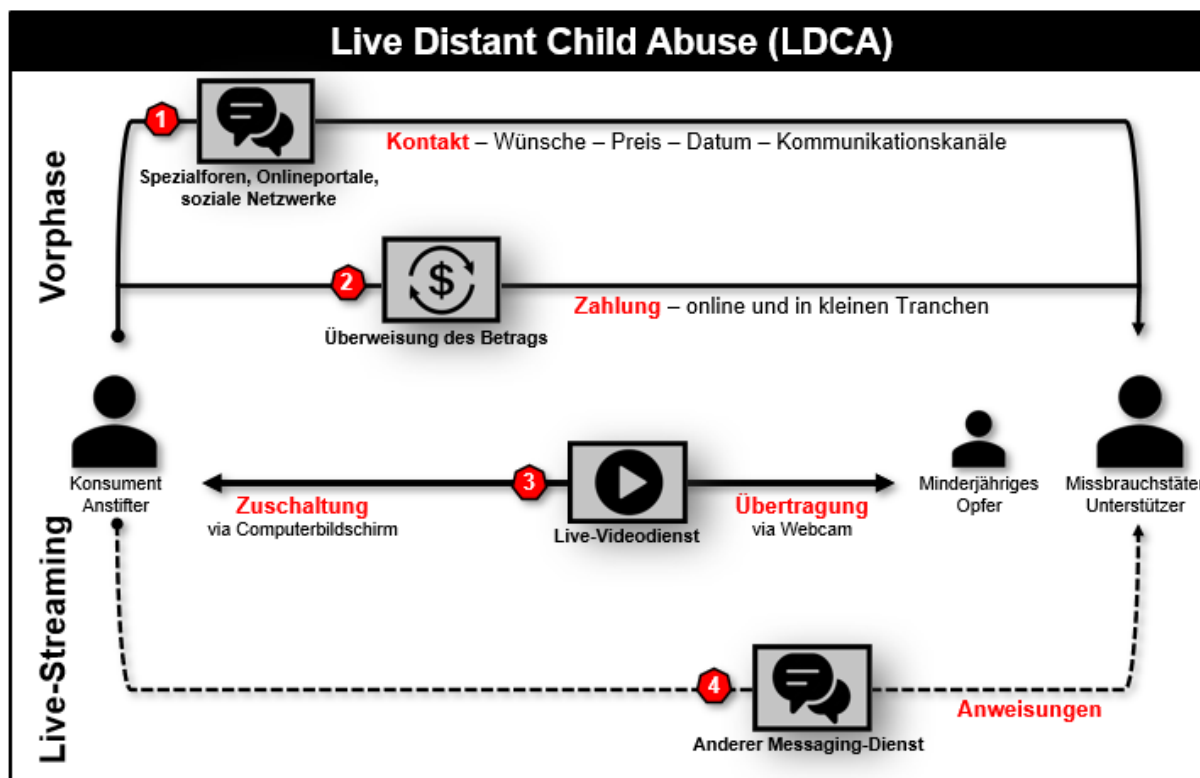 Live Distant Child Abuse (LDCA)
Vorphase
1
Kontakt – Wünsche – Preis – Datum – Kommunikationskanäle
Spezialforen, Onlineportale,
soziale Netzwerke
2
$
Zahlung – online und in kleinen Tranchen
Überweisung des Betrags
Konsument
Anstifter
3
Zuschaltung
via Computerbildschirm
Live-Videodienst
Übertragung
via Webcam
Minderjähriges
Opfer
Missbrauchstäter
Unterstützer
Live-Streaming
4
Anweisungen
Anderer Messaging-Dienst